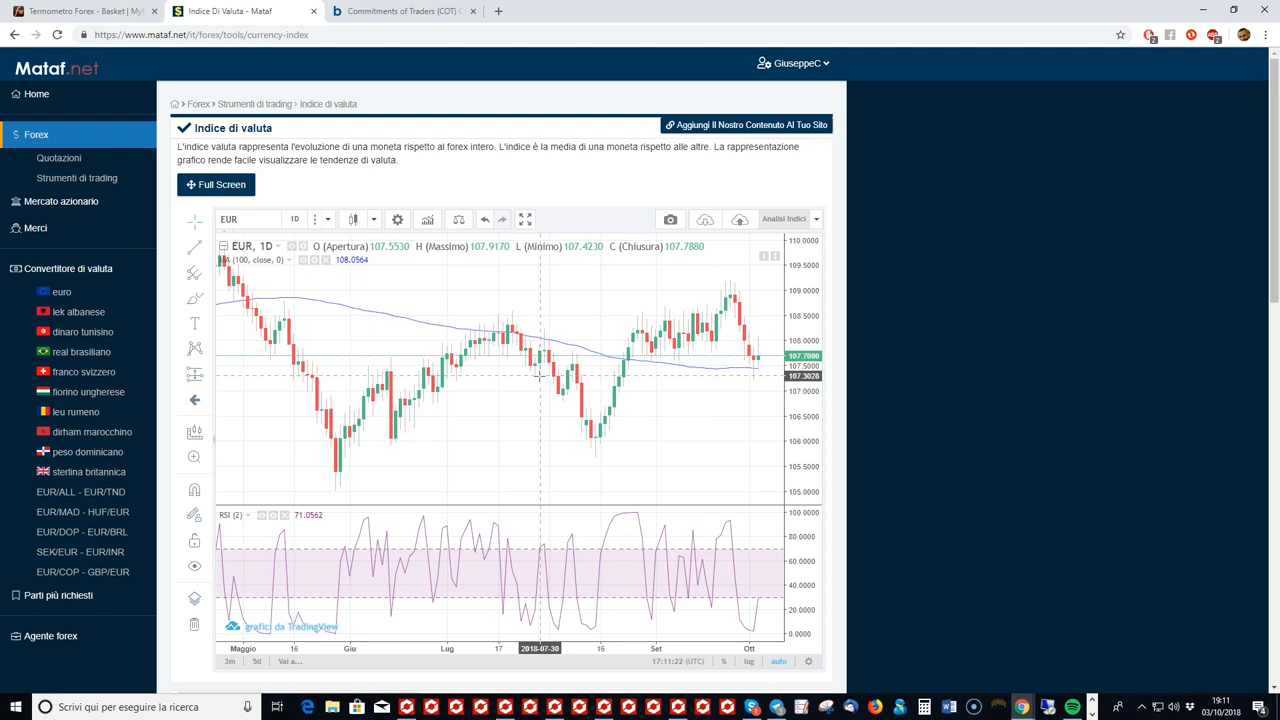 Termometro Forex - Basket | Myf
Indice Di Valuta - Mataf
Commitments of Traders (COT) C
https://www.mataf.net/it/forex/tools/currency-index
Mataf.net
GiuseppeC
Home
Forex
Quotazioni
Strumenti di trading
Mercato azionario
Merci
Convertitore di valuta
euro
lek albanese
dinaro tunisino
real brasiliano
franco svizzero
fiorino ungherese
leu rumeno
dirham marocchino
peso dominicano
sterlina britannica
EUR/ALL - EUR/TND
EUR/MAD - HUF/EUR
EUR/DOP - EUR/BRL
SEK/EUR - EUR/INR
EUR/COP - GBP/EUR
Parti più richiesti
Agente forex
> Forex > Strumenti di trading > Indice di valuta
Indice di valuta
Aggiungi Il Nostro Contenuto Al Tuo Sito
L'indice valuta rappresenta l'evoluzione di una moneta rispetto al forex intero. L'indice è la media di una moneta rispetto alle altre. La rappresentazione
grafico rende facile visualizzare le tendenze di valuta.
Full Screen
EUR 1D
Analisi Indici
EUR, 1D O (Apertura)107.5530 H (Massimo)107.9170 L (Minimo)107.4230 C (Chiusura)107.7880
MA (100, close, 0) 108.0564
110.0000
109.5000
109.0000
108.5000
108.0000
107.7000
107.5000
107.3028
107.0000
106.5000
106.0000
105.5000
105.0000
RSI (2) 71.0562
100.0000
80.0000
60.0000
40.0000
20.0000
0.0000
grafici da TradingView
Maggio 16 Giu Lug 17 2018-07-30 16 Set Ott
3m 5d Vai a... 17:11:22 (UTC) % log auto
Scrivi qui per eseguire la ricerca
19:11
03/10/2018